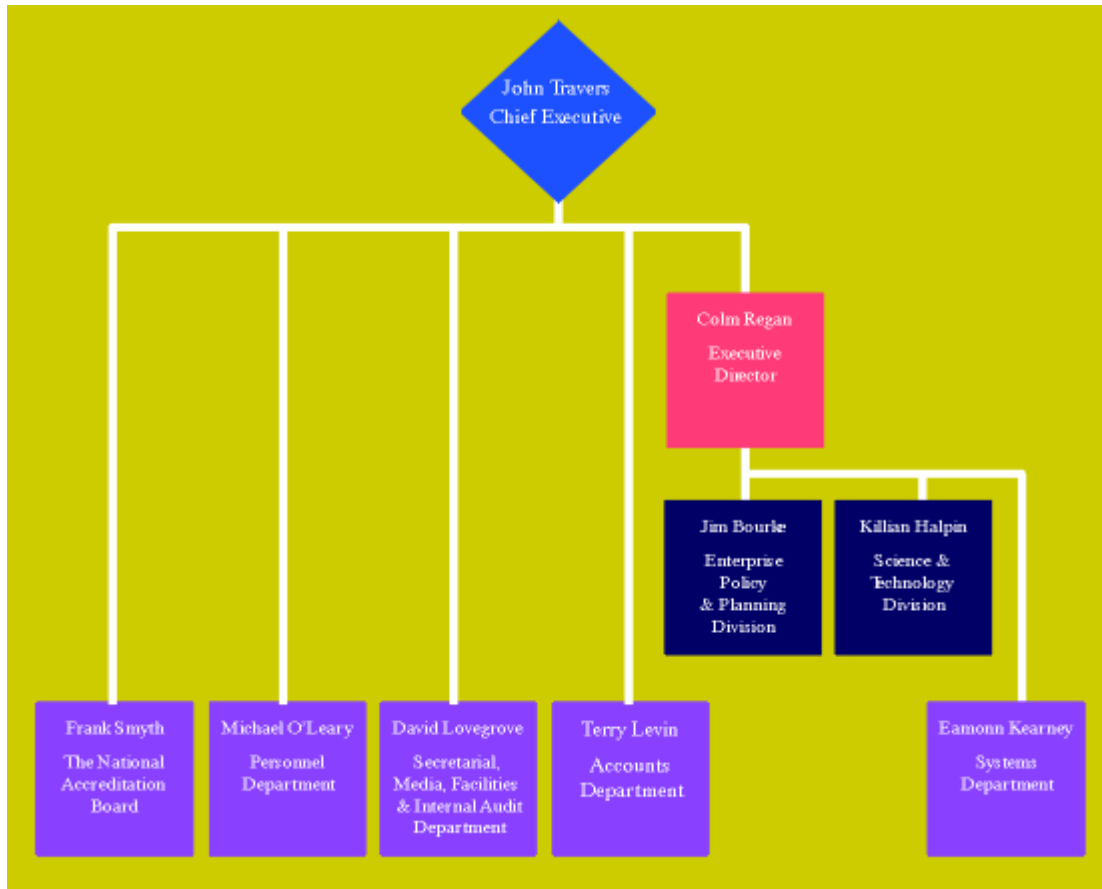 John Travers
Chief Executive
Colm Regan
Executive
Director
Jim Bourke
Enterprise
Policy
& Planning
Division
Killian Halpin
Science &
Technology
Division
Frank Smyth
The National
Accreditation
Board
Michael O'Leary
Personnel
Department
David Lovegrove
Secretarial,
Media, Facilities
& Internal Audit
Department
Terry Levin
Accounts
Department
Eamonn Kearney
Systems
Department